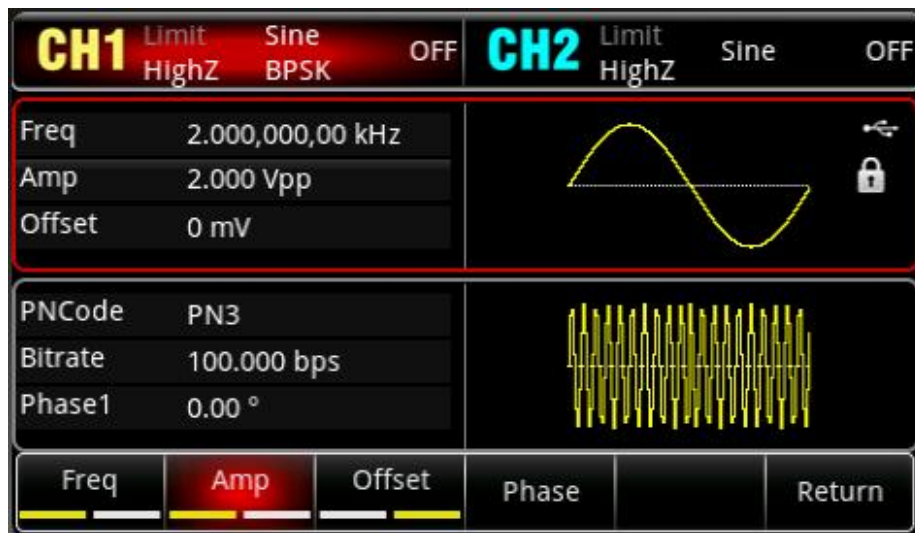 CH1 Limit Sine OFF CH2 Limit Sine OFF
HighZ BPSK HighZ
Freq 2.000,000,00 kHz
Amp 2.000 Vpp
Offset 0 mV
PNCode PN3
Bitrate 100.000 bps
Phase1 0.00 °
Freq Amp Offset Phase Return